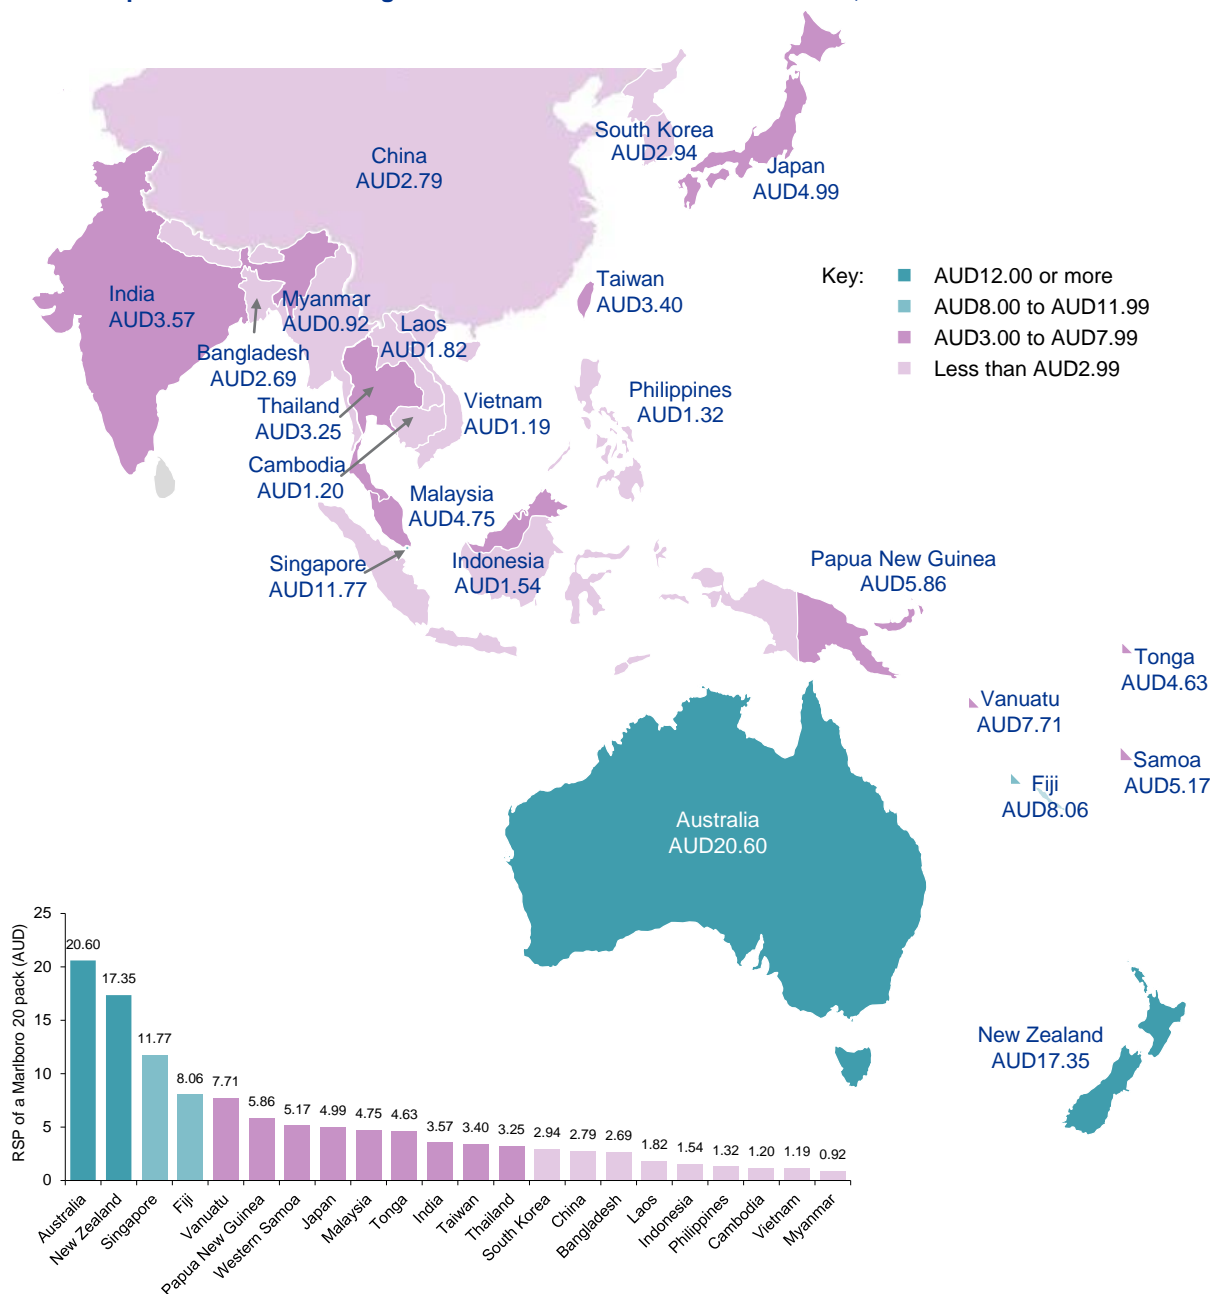 South Korea
AUD2.94
China
AUD2.79
Japan
AUD4.99
Taiwan
AUD3.40
Key:
AUD12.00 or more
AUD8.00 to AUD11.99
AUD3.00 to AUD7.99
Less than AUD2.99
India
AUD3.57
Myanmar
AUD0.92
Laos
AUD1.82
Bangladesh
AUD2.69
Thailand
AUD3.25
Vietnam
AUD1.19
Philippines
AUD1.32
Cambodia
AUD1.20
Malaysia
AUD4.75
Singapore
AUD11.77
Indonesia
AUD1.54
Papua New Guinea
AUD5.86
Tonga
AUD4.63
Vanuatu
AUD7.71
Samoa
AUD5.17
Fiji
AUD8.06
Australia
AUD20.60
New Zealand
AUD17.35
RSP of a Marlboro 20 pack (AUD)
25
20
15
10
5
0
20.60
17.35
11.77
8.06
7.71
5.86
5.17
4.99
4.75
4.63
3.57
3.40
3.25
2.94
2.79
2.69
1.82
1.54
1.32
1.20
1.19
0.92
Australia
New Zealand
Singapore
Fiji
Vanuatu
Papua New Guinea
Western Samoa
Japan
Malaysia
Tonga
India
Taiwan
Thailand
South Korea
China
Bangladesh
Laos
Indonesia
Philippines
Cambodia
Vietnam
Myanmar